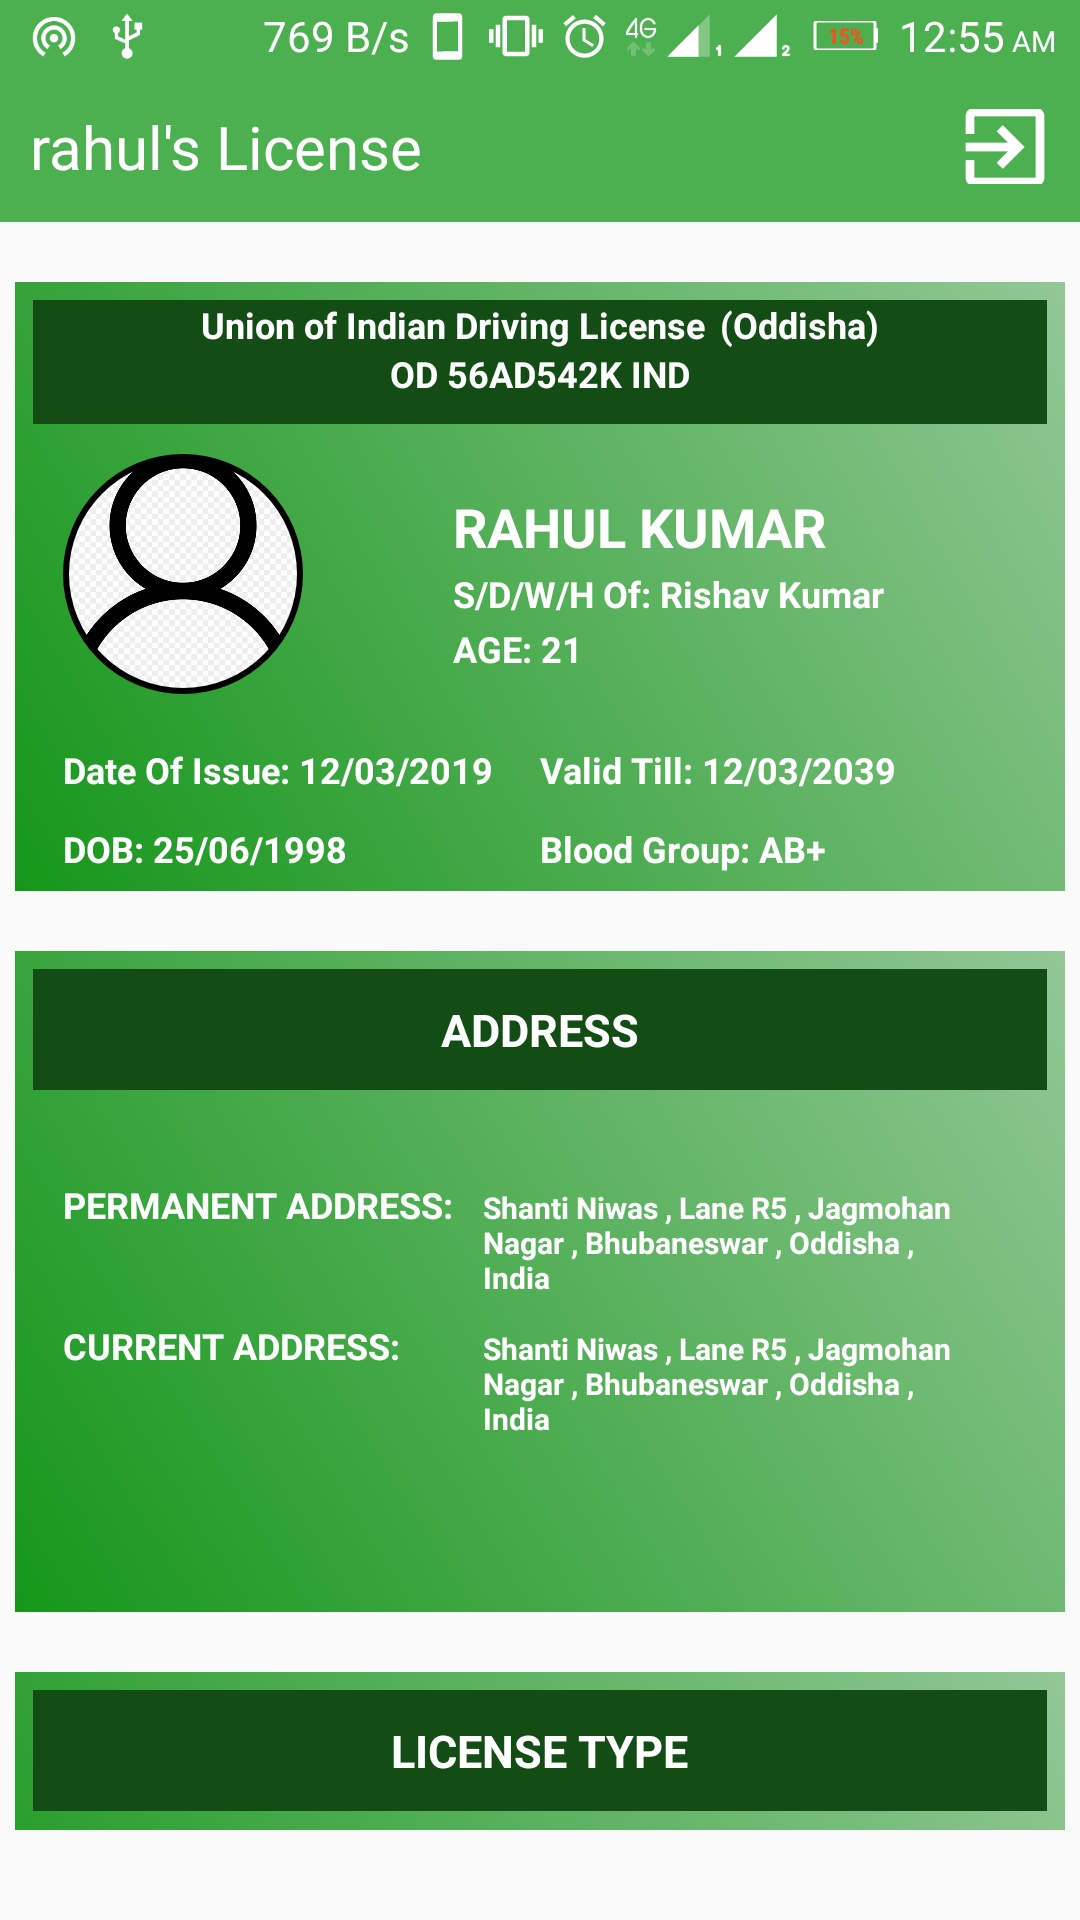 769 B/s 4G 1 2 15% 12:55 AM
rahul's License
Union of Indian Driving License (Oddisha)
OD 56AD542K IND
RAHUL KUMAR
S/D/W/H Of: Rishav Kumar
AGE: 21
Date Of Issue: 12/03/2019 Valid Till: 12/03/2039
DOB: 25/06/1998 Blood Group: AB+
ADDRESS
PERMANENT ADDRESS: Shanti Niwas , Lane R5 , Jagmohan
Nagar , Bhubaneswar , Oddisha ,
India
CURRENT ADDRESS: Shanti Niwas , Lane R5 , Jagmohan
Nagar , Bhubaneswar , Oddisha ,
India
LICENSE TYPE